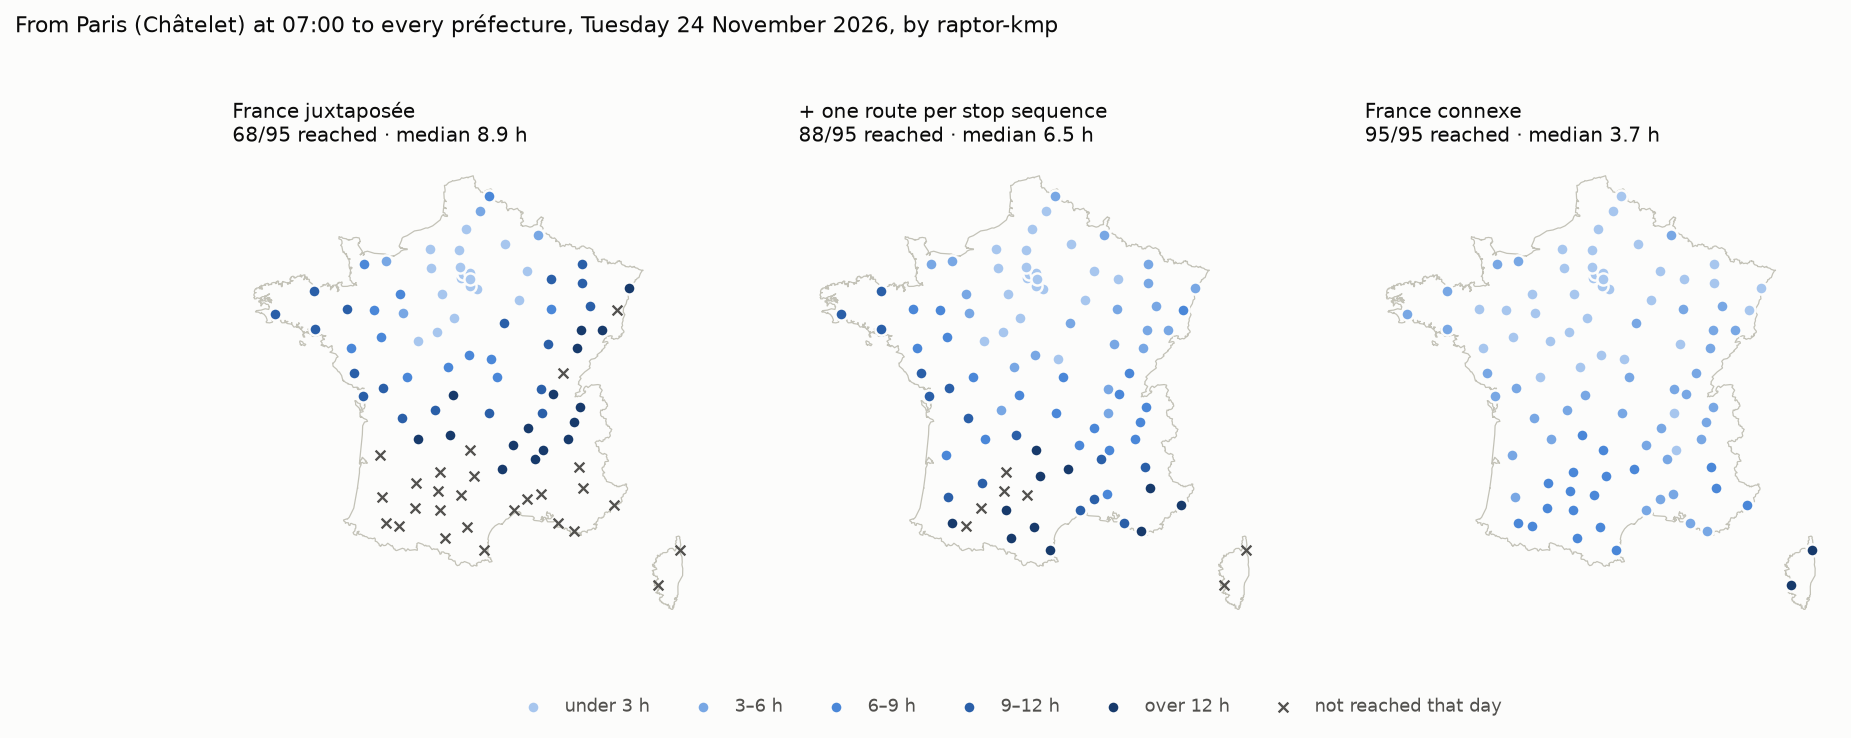 From Paris (Châtelet) at 07:00 to every préfecture, Tuesday 24 November 2026, by raptor-kmp
France juxtaposée
68/95 reached · median 8.9 h
+ one route per stop sequence
88/95 reached · median 6.5 h
France connexe
95/95 reached · median 3.7 h
under 3 h
3–6 h
6–9 h
9–12 h
over 12 h
not reached that day